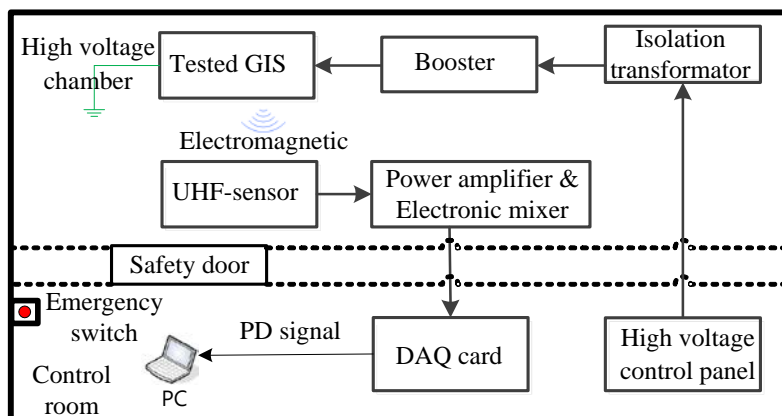 High voltage
chamber
Tested GIS
Booster
Isolation
transformator
Electromagnetic
UHF-sensor
Power amplifier &
Electronic mixer
Safety door
Emergency
switch
PD signal
DAQ card
High voltage
control panel
Control
room
PC